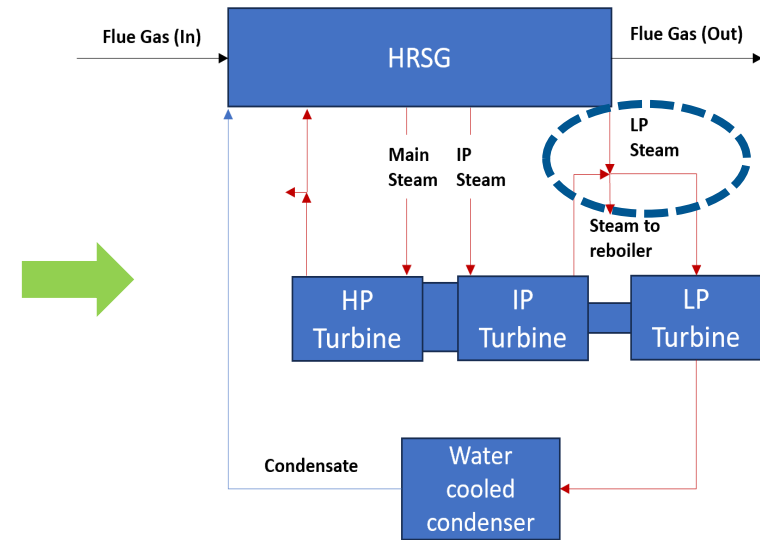 Flue Gas (In)
HRSG
Flue Gas (Out)
Main
Steam
IP
Steam
LP
Steam
Steam to
reboiler
HP
Turbine
IP
Turbine
LP
Turbine
Condensate
Water
cooled
condenser